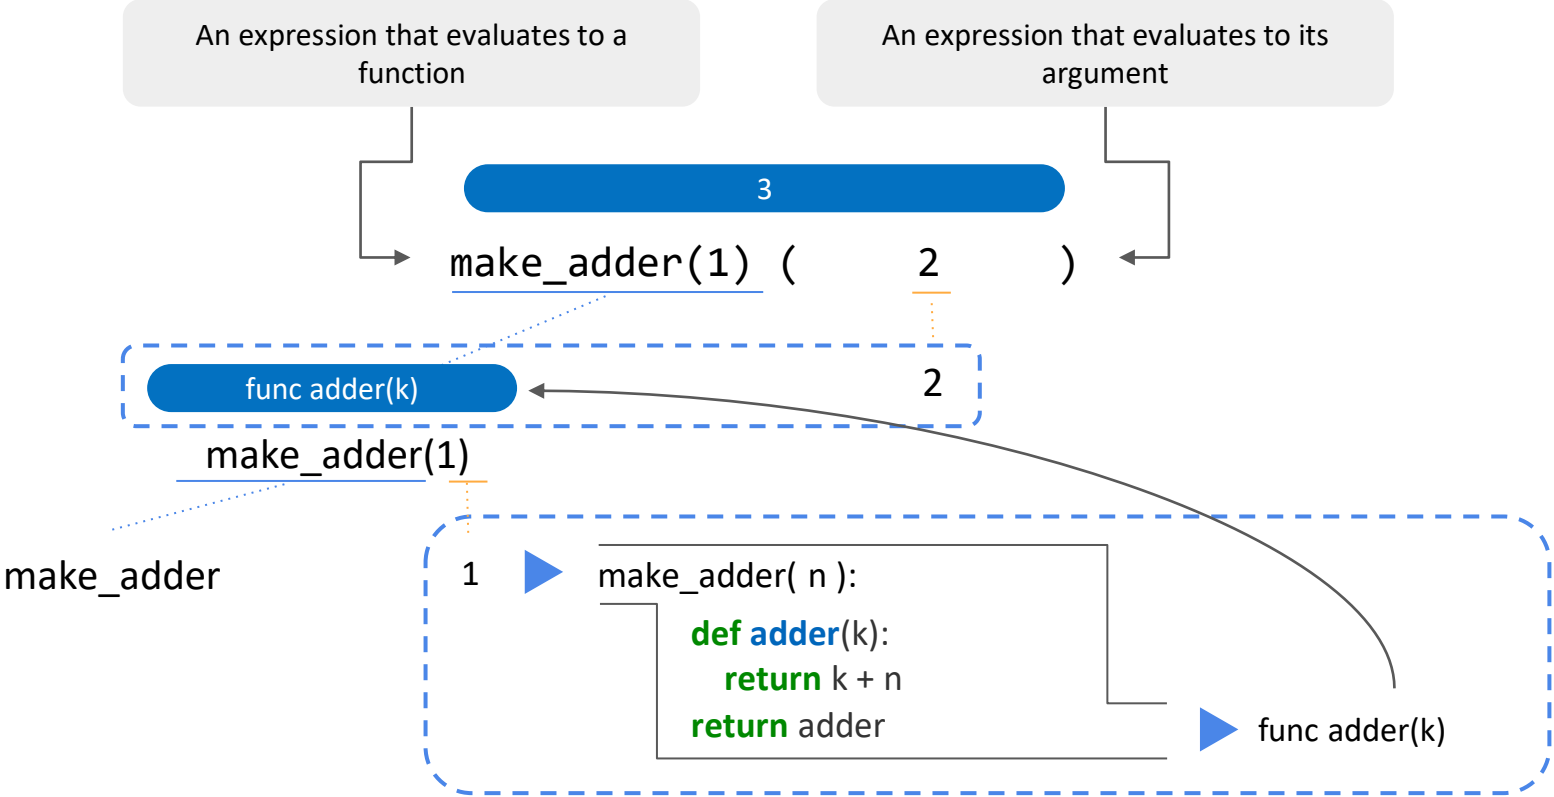 An expression that evaluates to a
function
An expression that evaluates to its
argument
3
make_adder(1) ( 2 )
func adder(k)
2
make_adder(1)
make_adder
1
make_adder( n ):
def adder(k):
return k + n
return adder
func adder(k)